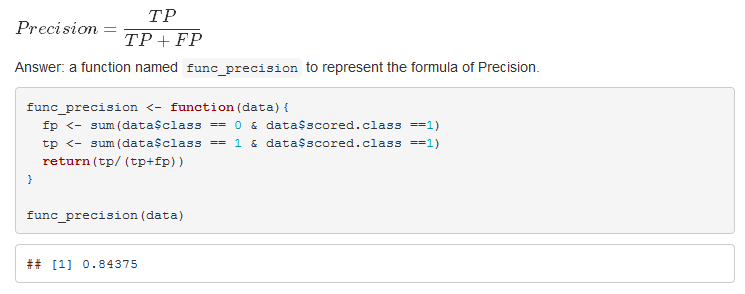 Precision = TP / TP + FP
Answer: a function named func_precision to represent the formula of Precision.
func_precision <- function(data){
  fp <- sum(data$class == 0 & data$scored.class ==1)
  tp <- sum(data$class == 1 & data$scored.class ==1)
  return(tp/(tp+fp))
}
func_precision(data)
## [1] 0.84375